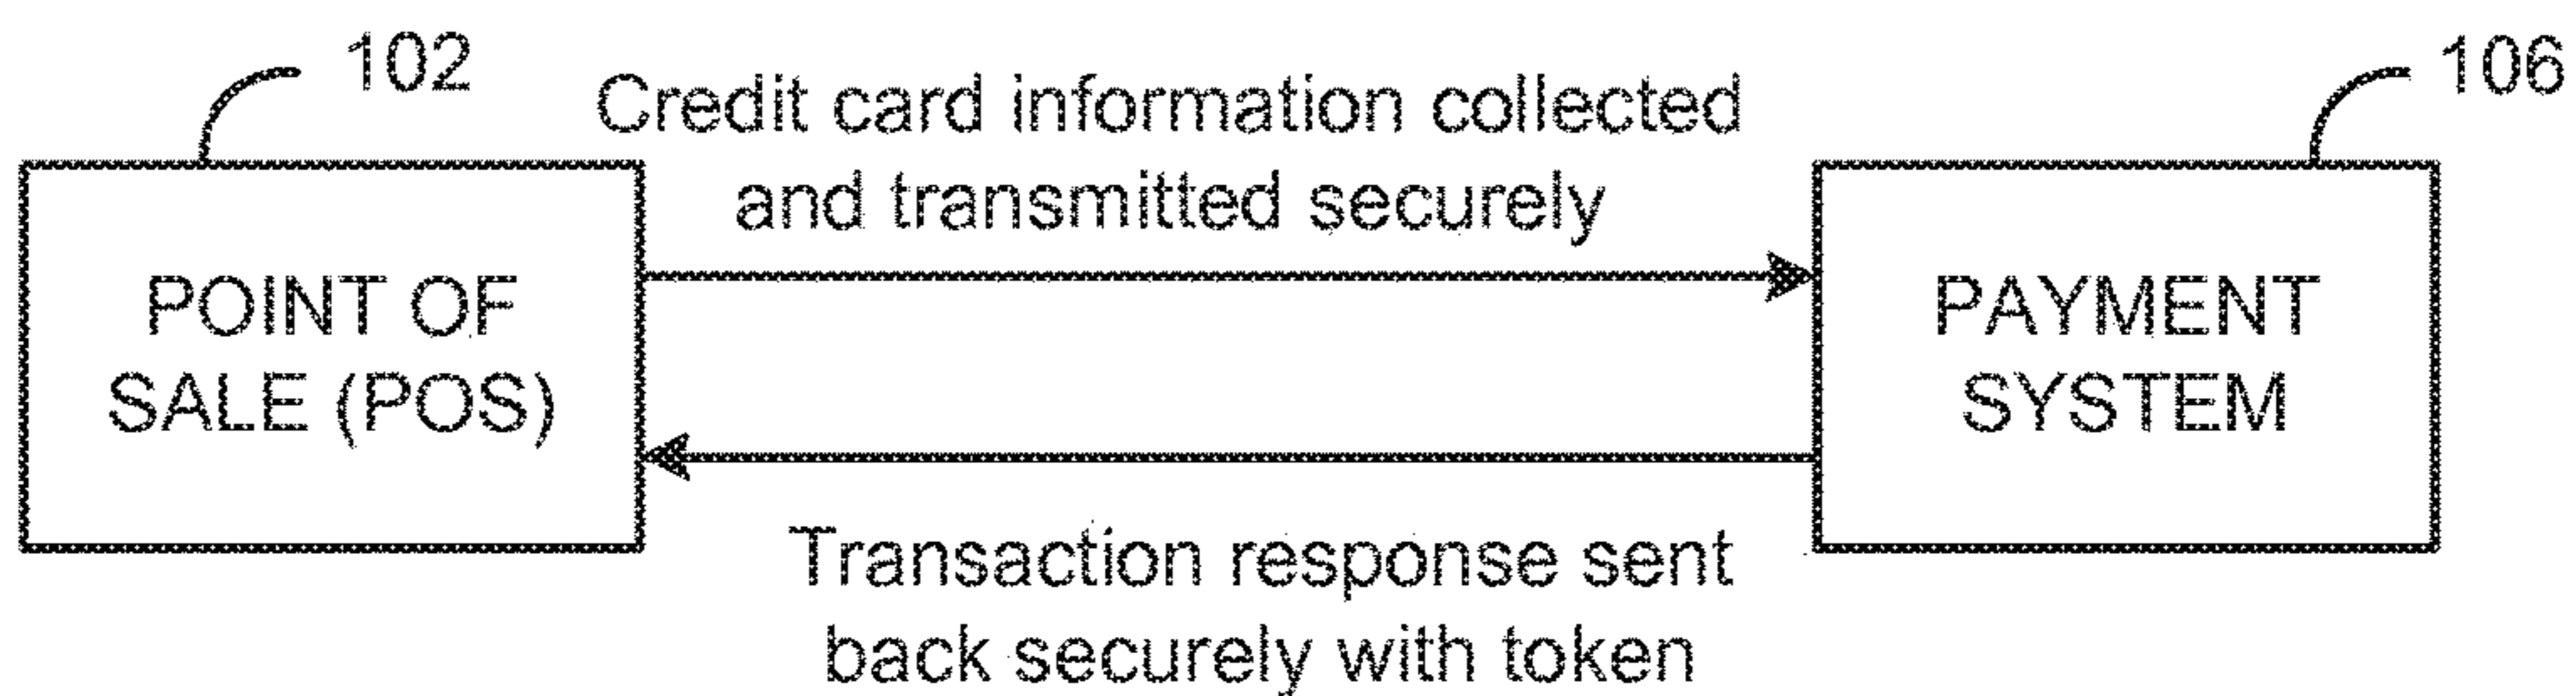 102
Credit card information collected
and transmitted securely
106
POINT OF
SALE (POS)
PAYMENT
SYSTEM
Transaction response sent
back securely with token